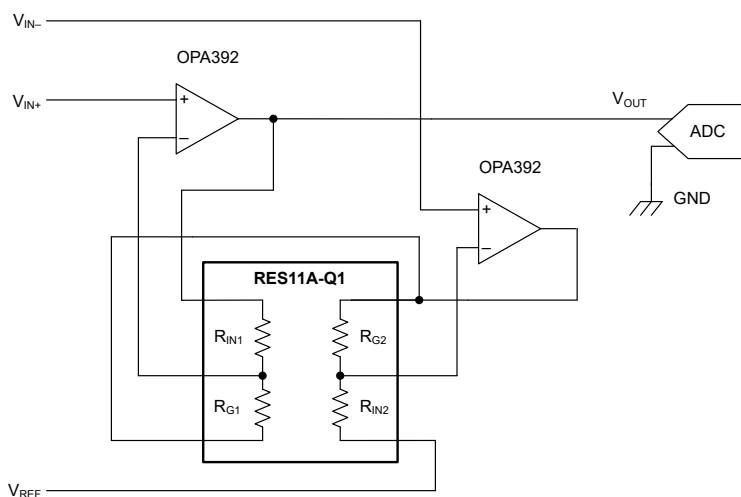 V_IN–
OPA392
V_IN+
V_OUT
ADC
OPA392
GND
RES11A-Q1
R_IN1
R_G2
R_G1
R_IN2
V_REF